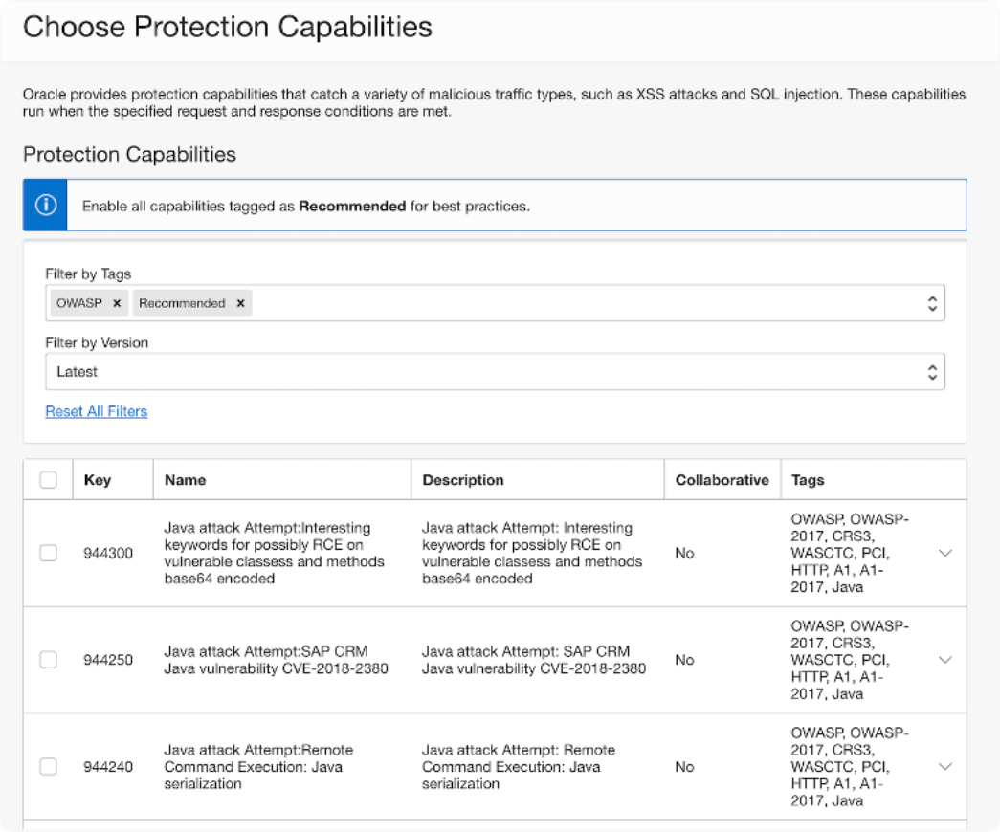 Choose Protection Capabilities
Oracle provides protection capabilities that catch a variety of malicious traffic types, such as XSS attacks and SQL injection. These capabilities
run when the specified request and response conditions are met.
Protection Capabilities
Enable all capabilities tagged as Recommended for best practices.
Filter by Tags
OWASP × Recommended ×
Filter by Version
Latest
Reset All Filters
Key Name Description Collaborative Tags
944300
Java attack Attempt:Interesting
keywords for possibly RCE on
vulnerable classess and methods
base64 encoded
Java attack Attempt: Interesting
keywords for possibly RCE on
vulnerable classess and methods
base64 encoded
No
OWASP, OWASP-
2017, CRS3,
WASCTC, PCI,
HTTP, A1, A1-
2017, Java
944250
Java attack Attempt:SAP CRM
Java vulnerability CVE-2018-2380
Java attack Attempt: SAP CRM
Java vulnerability CVE-2018-2380
No
OWASP, OWASP-
2017, CRS3,
WASCTC, PCI,
HTTP, A1, A1-
2017, Java
944240
Java attack Attempt:Remote
Command Execution: Java
serialization
Java attack Attempt: Remote
Command Execution: Java
serialization
No
OWASP, OWASP-
2017, CRS3,
WASCTC, PCI,
HTTP, A1, A1-
2017, Java